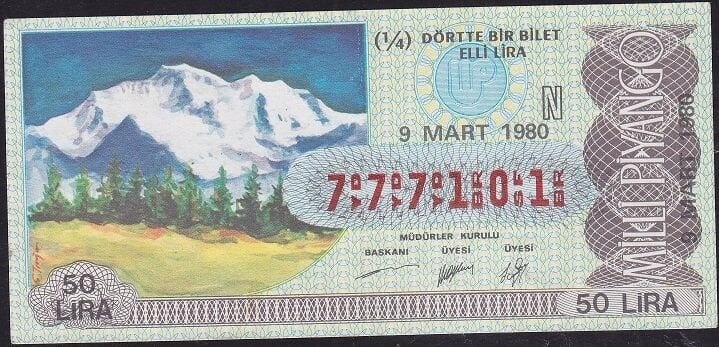 (¼) DÖRTTE BİR BİLET
ELLİ LİRA
MP
N
9 MART 1980
7 7 7 1 0 1
MÜDÜRLER KURULU
BAŞKANI ÜYESİ ÜYESİ
50
LİRA
50 LİRA
MİLLİ PİYANGO
9 MART 1980